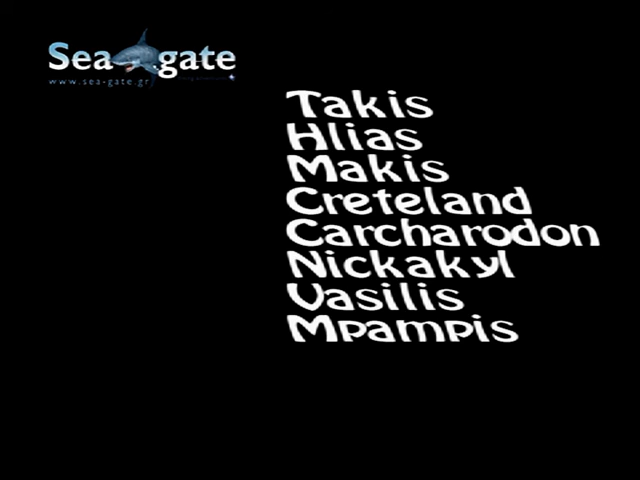 Sea gate
www.sea-gate.gr
Takis
Hlias
Makis
Creteland
Carcharodon
Nickakyl
Vasilis
Mpampis